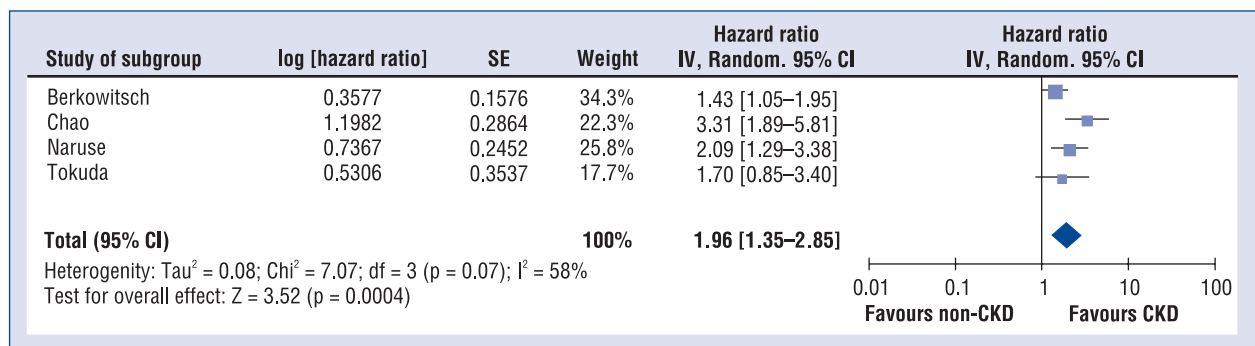 Hazard ratio Hazard ratio
Study of subgroup log [hazard ratio] SE Weight IV, Random. 95% CI IV, Random. 95% CI
Berkowitsch 0.3577 0.1576 34.3% 1.43 [1.05–1.95]
Chao 1.1982 0.2864 22.3% 3.31 [1.89–5.81]
Naruse 0.7367 0.2452 25.8% 2.09 [1.29–3.38]
Tokuda 0.5306 0.3537 17.7% 1.70 [0.85–3.40]
Total (95% CI) 100% 1.96 [1.35–2.85]
Heterogenity: Tau² = 0.08; Chi² = 7.07; df = 3 (p = 0.07); I² = 58%
Test for overall effect: Z = 3.52 (p = 0.0004)
0.01 0.1 1 10 100
Favours non-CKD Favours CKD